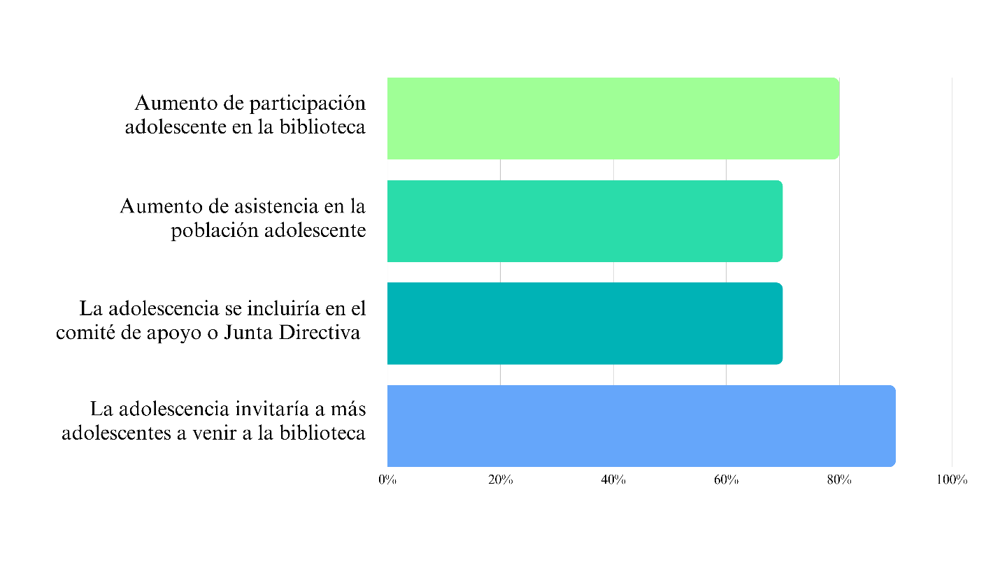 Aumento de participación
adolescente en la biblioteca
Aumento de asistencia en la
población adolescente
La adolescencia se incluiría en el
comité de apoyo o Junta Directiva
La adolescencia invitaría a más
adolescentes a venir a la biblioteca
0% 20% 40% 60% 80% 100%